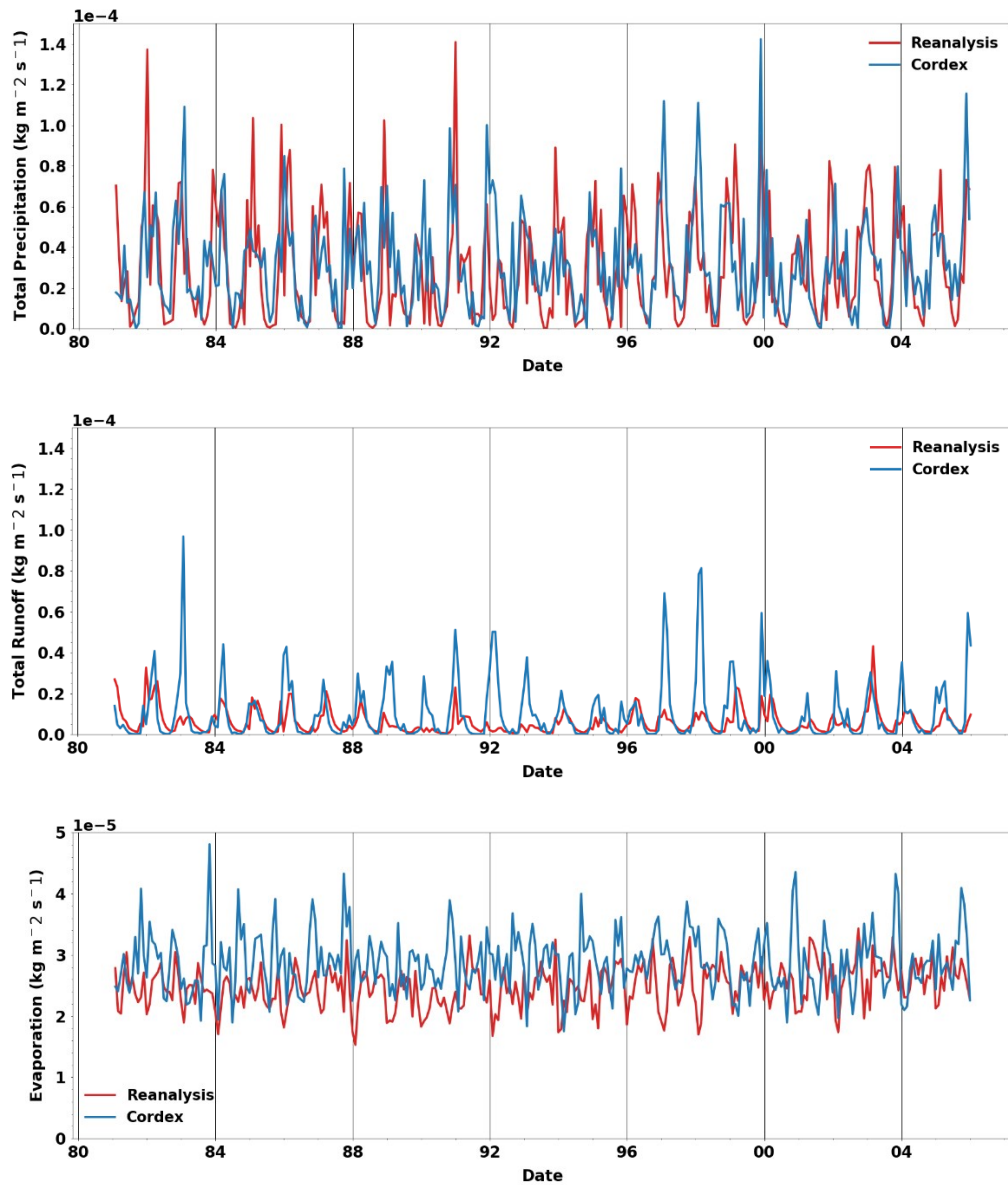 1e−4
Total Precipitation (kg m − 2 s − 1)
1.4
1.2
1.0
0.8
0.6
0.4
0.2
0.0
Reanalysis
Cordex
80 84 88 92 96 00 04
Date
1e−4
Total Runoff (kg m − 2 s − 1)
1.4
1.2
1.0
0.8
0.6
0.4
0.2
0.0
Reanalysis
Cordex
80 84 88 92 96 00 04
Date
1e−5
Evaporation (kg m − 2 s − 1)
5
4
3
2
1
0
Reanalysis
Cordex
80 84 88 92 96 00 04
Date